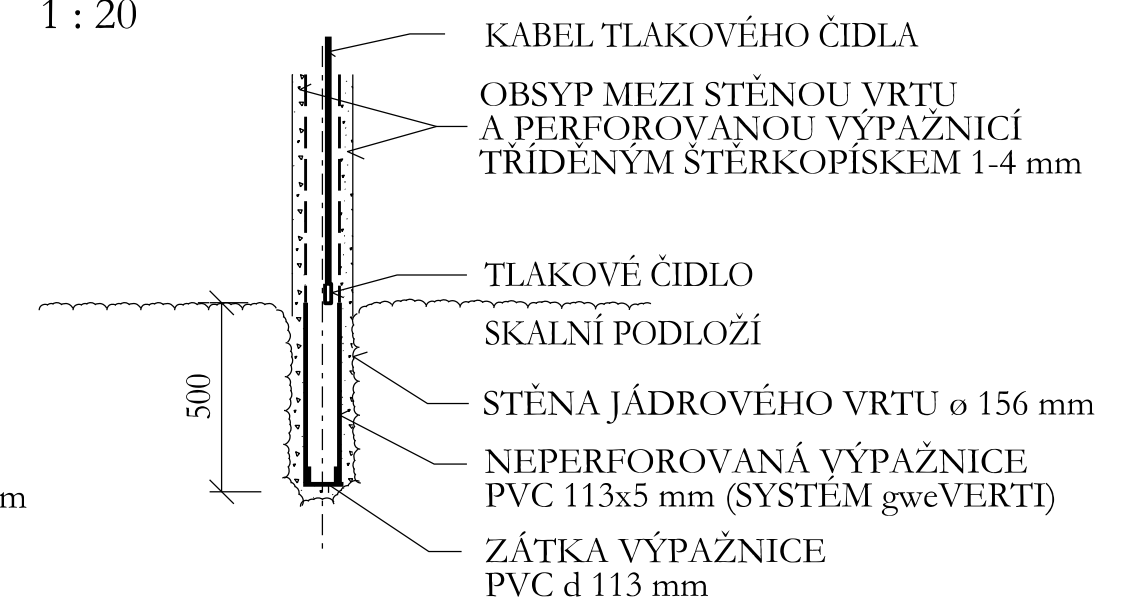 1 : 20
KABEL TLAKOVÉHO ČIDLA
OBSYP MEZI STĚNOU VRTU
A PERFOROVANOU VÝPAŽNICÍ
TŘÍDĚNÝM ŠTĚRKOPÍSKEM 1-4 mm
TLAKOVÉ ČIDLO
SKALNÍ PODLOŽÍ
500
STĚNA JÁDROVÉHO VRTU ø 156 mm
NEPERFOROVANÁ VÝPAŽNICE
PVC 113x5 mm (SYSTÉM gweVERTI)
m
ZÁTKA VÝPAŽNICE
PVC d 113 mm